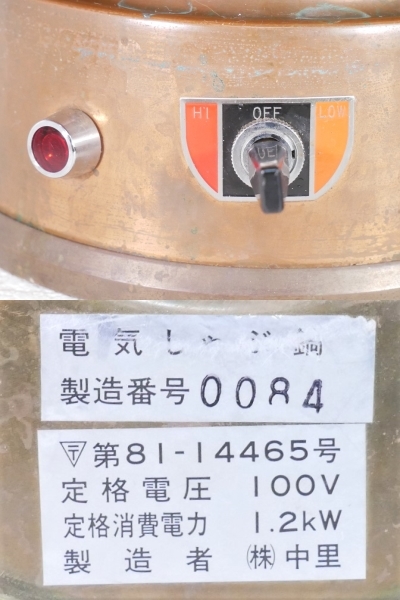 HI OFF LOW
電気しゃぶ鍋
製造番号 0084
〒 第81-14465号
定格電圧 100V
定格消費電力 1.2kW
製造者 ㈱中里